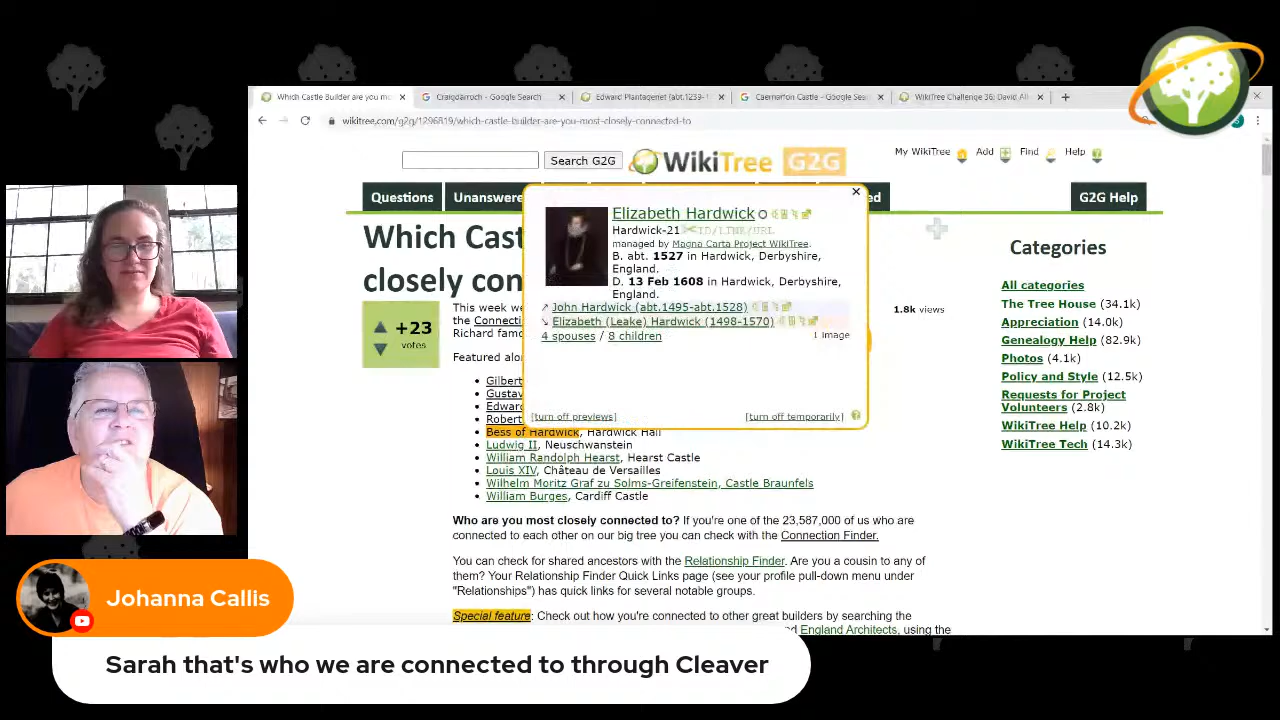 Which Castle Builder are you mo
Craigdarroch - Google Search
Edward Plantagenet (abt.1239-1
Caernarfon Castle - Google Sea
WikiTree Challenge 36: David All
wikitree.com/g2g/1296819/which-castle-builder-are-you-most-closely-connected-to
Search G2G
WikiTree G2G
My WikiTree
Add
Find
Help
Questions
Unanswere
ed
G2G Help
Which Cast
closely con
+23
votes
This week we
the Connectio
Richard famo
Featured alon
1.8k views
Elizabeth Hardwick
Hardwick-21 ID/LINK/URL
managed by Magna Carta Project WikiTree.
B. abt. 1527 in Hardwick, Derbyshire,
England.
D. 13 Feb 1608 in Hardwick, Derbyshire,
England.
↗ John Hardwick (abt.1495-abt.1528)
↘ Elizabeth (Leake) Hardwick (1498-1570)
4 spouses / 8 children
1 image
[turn off previews]
[turn off temporarily]
• Gilbert
• Gustav
• Edwar
• Robert
• Bess of Hardwick, Hardwick Hall
• Ludwig II, Neuschwanstein
• William Randolph Hearst, Hearst Castle
• Louis XIV, Château de Versailles
• Wilhelm Moritz Graf zu Solms-Greifenstein, Castle Braunfels
• William Burges, Cardiff Castle
Who are you most closely connected to? If you're one of the 23,587,000 of us who are
connected to each other on our big tree you can check with the Connection Finder.
You can check for shared ancestors with the Relationship Finder. Are you a cousin to any of
them? Your Relationship Finder Quick Links page (see your profile pull-down menu under
"Relationships") has quick links for several notable groups.
Special feature: Check out how you're connected to other great builders by searching the
nd England Architects, using the
Categories
All categories
The Tree House (34.1k)
Appreciation (14.0k)
Genealogy Help (82.9k)
Photos (4.1k)
Policy and Style (12.5k)
Requests for Project
Volunteers (2.8k)
WikiTree Help (10.2k)
WikiTree Tech (14.3k)
Johanna Callis
Sarah that's who we are connected to through Cleaver